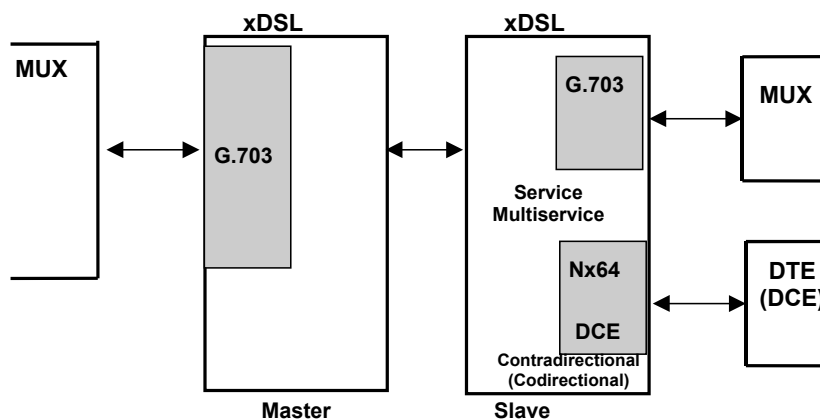 xDSL
xDSL
MUX
G.703
G.703
MUX
Service
Multiservice
Nx64
DCE
DTE
(DCE)
Contradirectional
(Codirectional)
Master
Slave